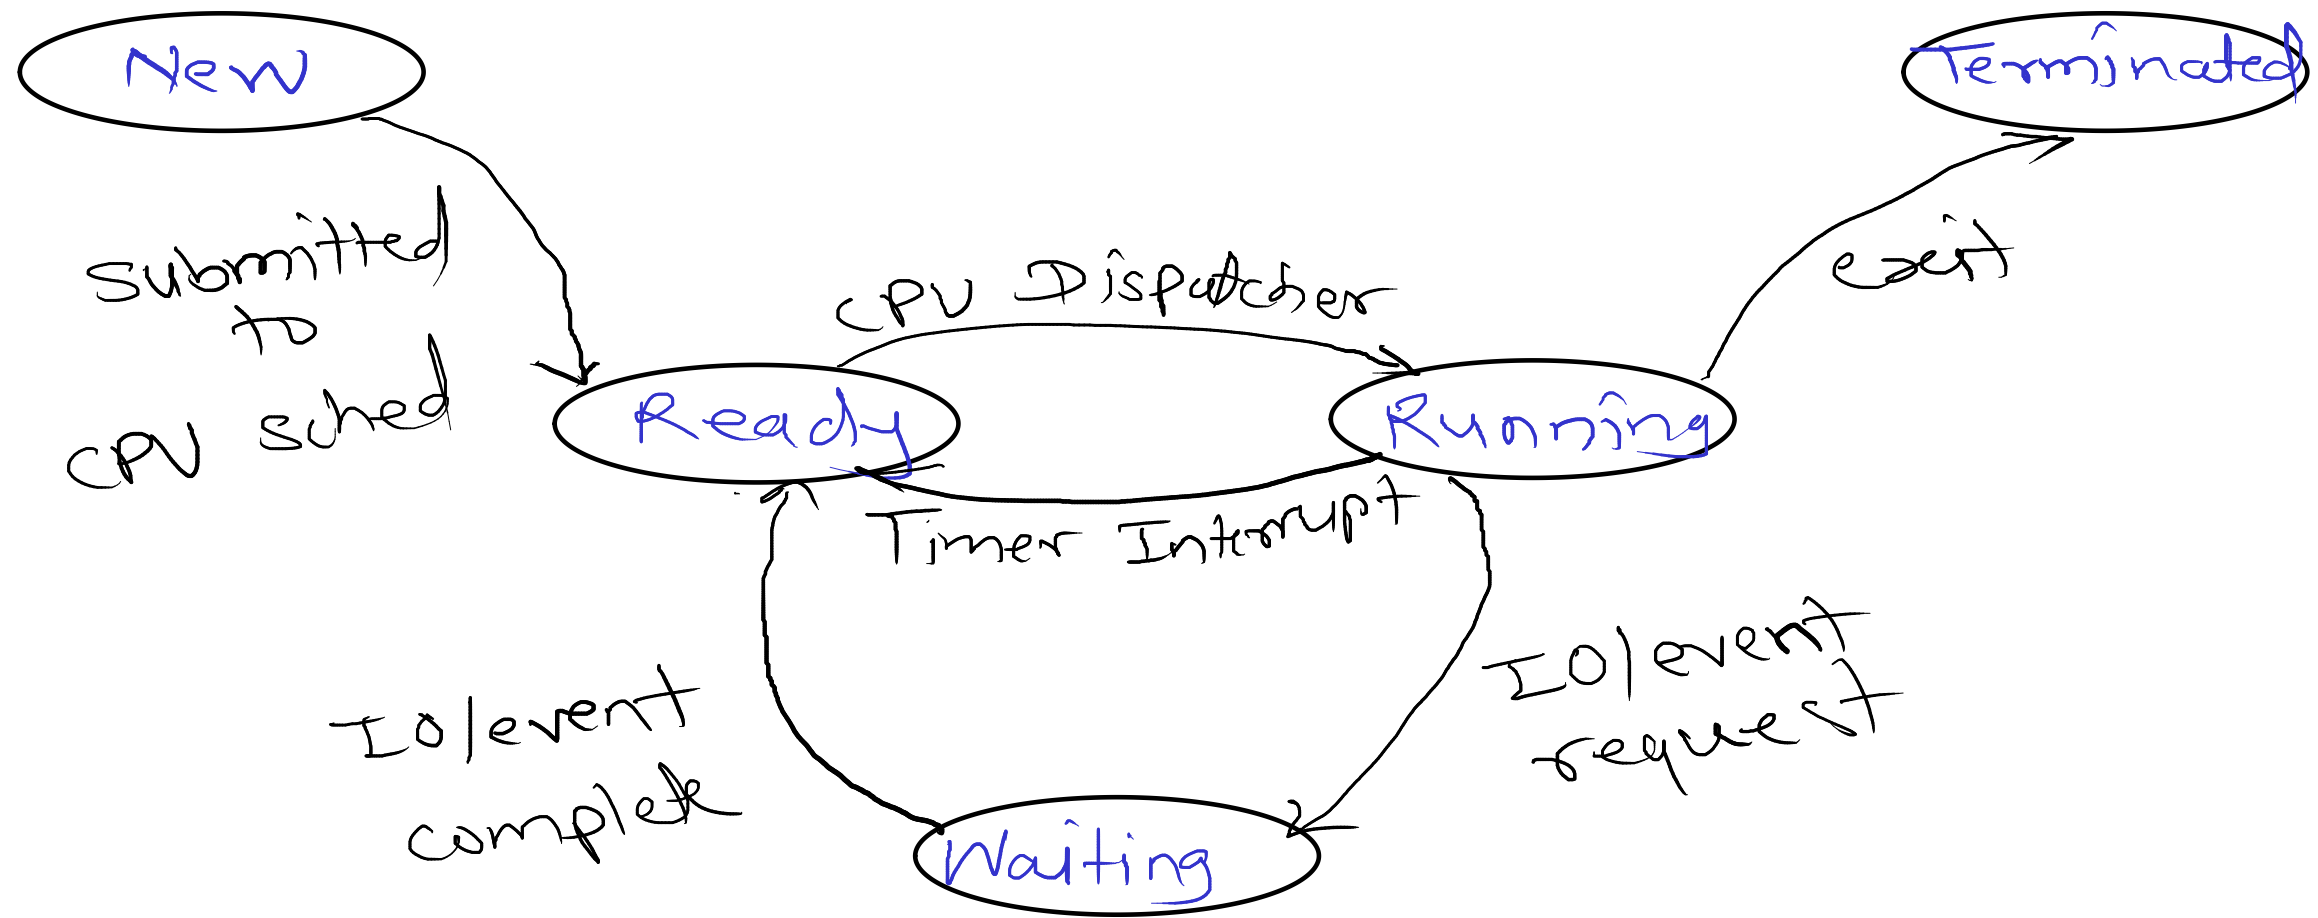 New
Terminated
Submitted
to
CPU sched
CPU Dispatcher
exit
Ready
Running
Timer Interrupt
IO/event
request
IO/event
complete
Waiting